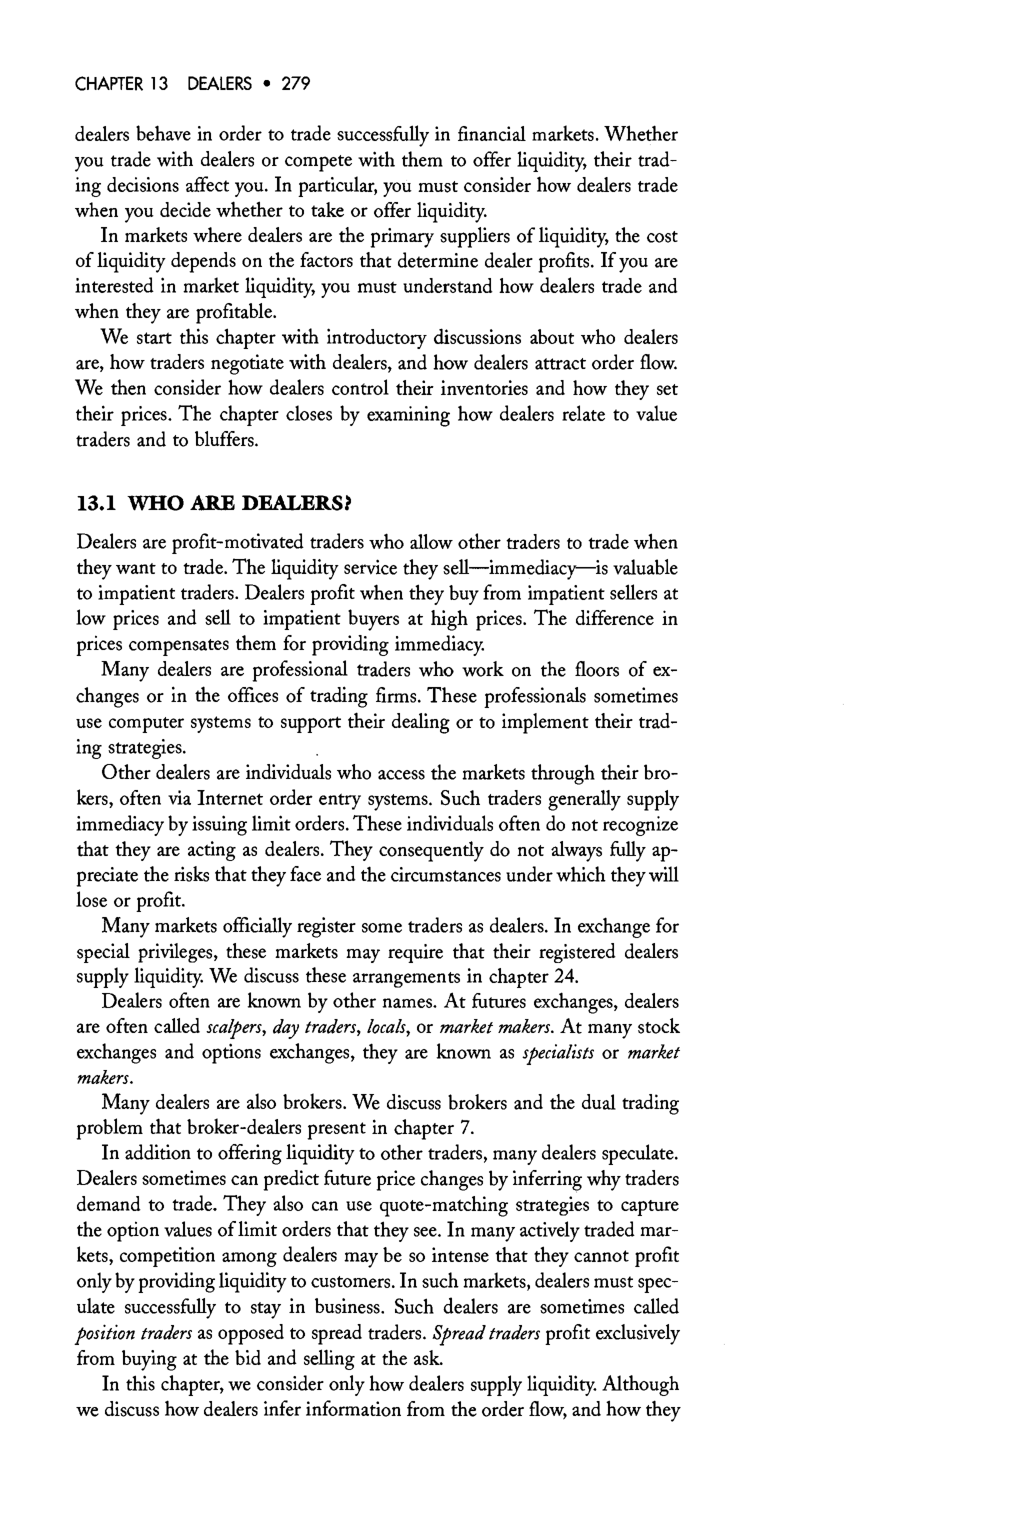 CHAPTER 13 DEALERS • 279
dealers behave in order to trade successfully in financial markets. Whether
you trade with dealers or compete with them to offer liquidity, their trad-
ing decisions affect you. In particular, you must consider how dealers trade
when you decide whether to take or offer liquidity.
In markets where dealers are the primary suppliers of liquidity, the cost
of liquidity depends on the factors that determine dealer profits. If you are
interested in market liquidity, you must understand how dealers trade and
when they are profitable.
We start this chapter with introductory discussions about who dealers
are, how traders negotiate with dealers, and how dealers attract order flow.
We then consider how dealers control their inventories and how they set
their prices. The chapter closes by examining how dealers relate to value
traders and to bluffers.
13.1 WHO ARE DEALERS?
Dealers are profit-motivated traders who allow other traders to trade when
they want to trade. The liquidity service they sell—immediacy—is valuable
to impatient traders. Dealers profit when they buy from impatient sellers at
low prices and sell to impatient buyers at high prices. The difference in
prices compensates them for providing immediacy.
Many dealers are professional traders who work on the floors of ex-
changes or in the offices of trading firms. These professionals sometimes
use computer systems to support their dealing or to implement their trad-
ing strategies.
Other dealers are individuals who access the markets through their bro-
kers, often via Internet order entry systems. Such traders generally supply
immediacy by issuing limit orders. These individuals often do not recognize
that they are acting as dealers. They consequently do not always fully ap-
preciate the risks that they face and the circumstances under which they will
lose or profit.
Many markets officially register some traders as dealers. In exchange for
special privileges, these markets may require that their registered dealers
supply liquidity. We discuss these arrangements in chapter 24.
Dealers often are known by other names. At futures exchanges, dealers
are often called scalpers, day traders, locals, or market makers. At many stock
exchanges and options exchanges, they are known as specialists or market
makers.
Many dealers are also brokers. We discuss brokers and the dual trading
problem that broker-dealers present in chapter 7.
In addition to offering liquidity to other traders, many dealers speculate.
Dealers sometimes can predict future price changes by inferring why traders
demand to trade. They also can use quote-matching strategies to capture
the option values of limit orders that they see. In many actively traded mar-
kets, competition among dealers may be so intense that they cannot profit
only by providing liquidity to customers. In such markets, dealers must spec-
ulate successfully to stay in business. Such dealers are sometimes called
position traders as opposed to spread traders. Spread traders profit exclusively
from buying at the bid and selling at the ask.
In this chapter, we consider only how dealers supply liquidity. Although
we discuss how dealers infer information from the order flow, and how they